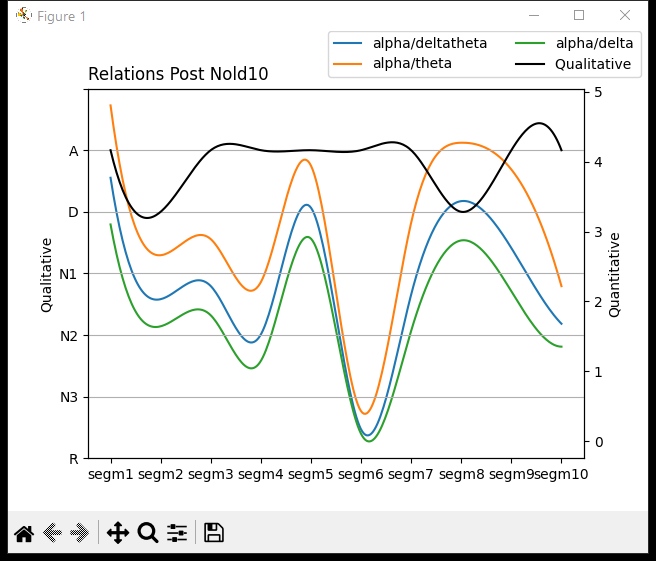 Figure 1
alpha/deltatheta
alpha/theta
alpha/delta
Qualitative
Relations Post Nold10
A
D
N1
N2
N3
R
Qualitative
5
4
3
2
1
0
Quantitative
segm1 segm2 segm3 segm4 segm5 segm6 segm7 segm8 segm9 segm10